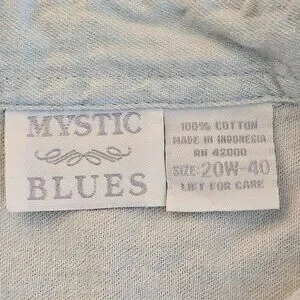 MYSTIC
BLUES
100% COTTON
MADE IN INDONESIA
RN 42000
SIZE: 20W-40
LIFT FOR CARE